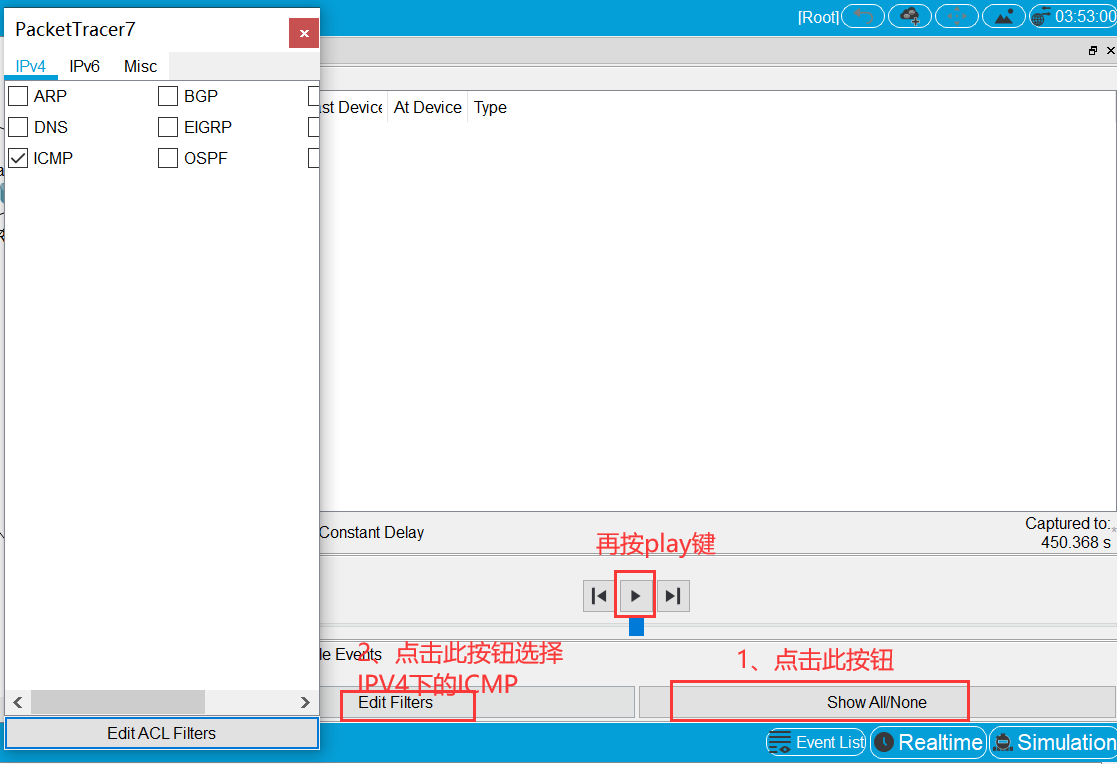 [Root]
03:53:00
PacketTracer7
IPv4 IPv6 Misc
ARP BGP
DNS EIGRP
ICMP OSPF
st Device At Device Type
Constant Delay
Captured to:
450.368 s
再按play键
le Events
2、点击此按钮选择
IPV4下的ICMP
1、点击此按钮
Edit Filters
Show All/None
Edit ACL Filters
Event List Realtime Simulation